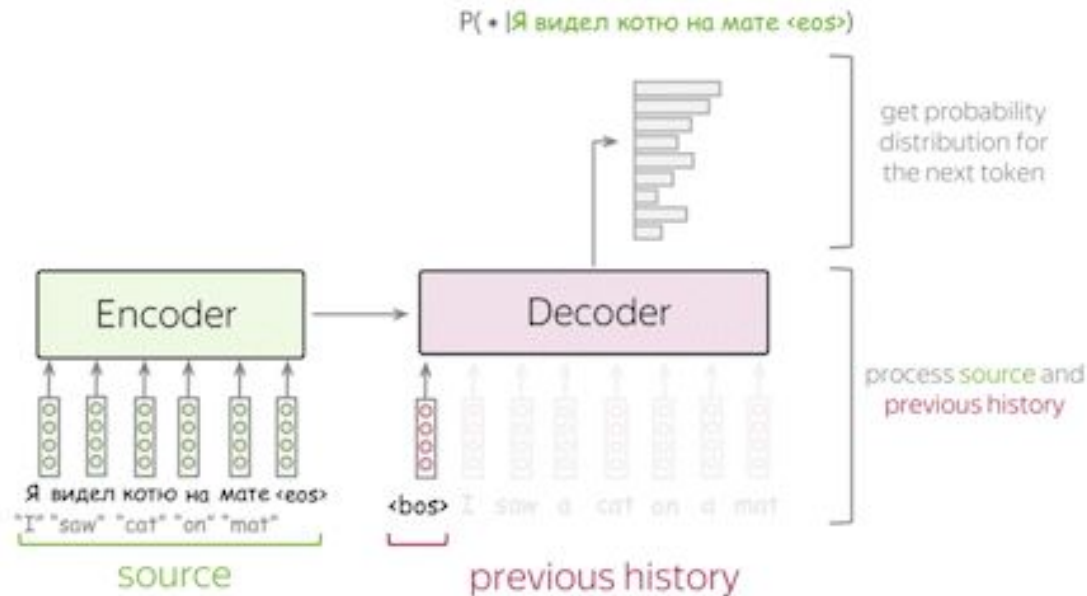 P( • |Я видел котю на мате <eos>)
get probability
distribution for
the next token
Encoder
Decoder
process source and
previous history
Я видел котю на мате <eos>
"I" "saw" "cat" "on" "mat"
<bos> I saw a cat on a mat
source
previous history